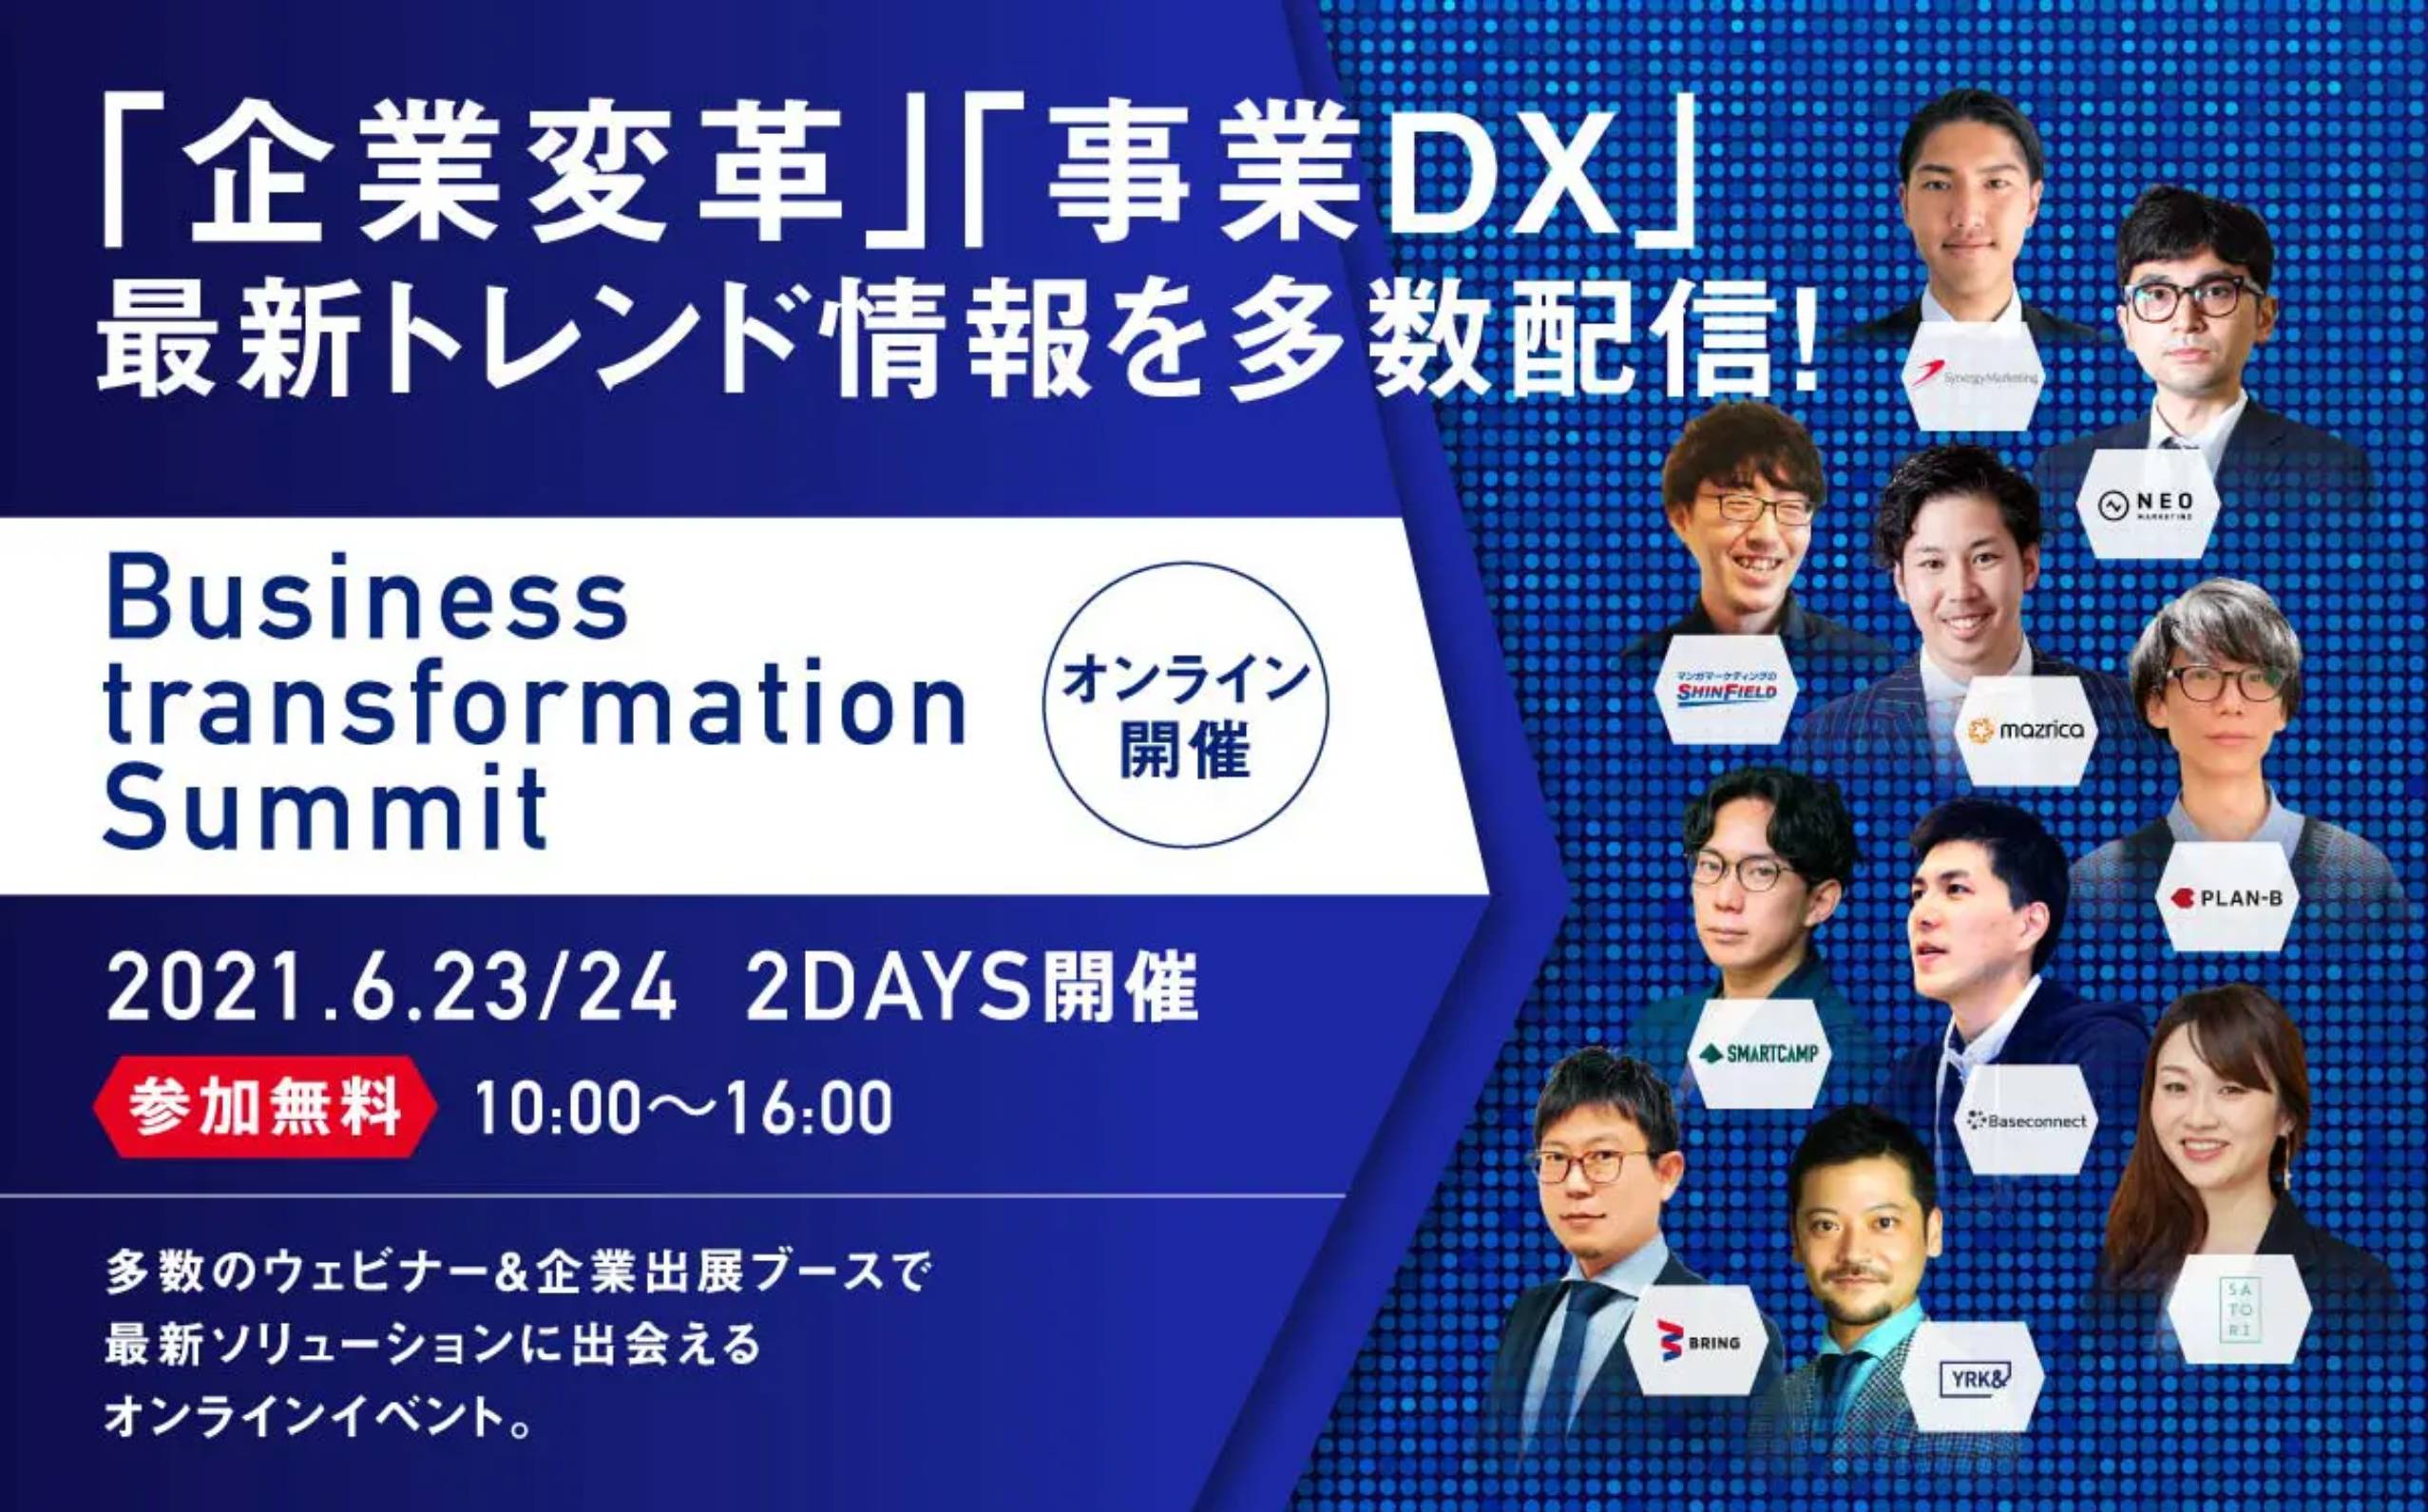 「企業変革」「事業DX」
最新トレンド情報を多数配信!
Business
transformation
Summit
オンライン
開催
2021.6.23/24 2DAYS開催
参加無料 10:00〜16:00
多数のウェビナー&企業出展ブースで
最新ソリューションに出会える
オンラインイベント。
SynergyMarketing
NEO
MARKETING
マンガマーケティングの
SHINFIELD
mazrica
PLAN-B
SMARTCAMP
Baseconnect
BRING
YRK&
SA
TO
RI